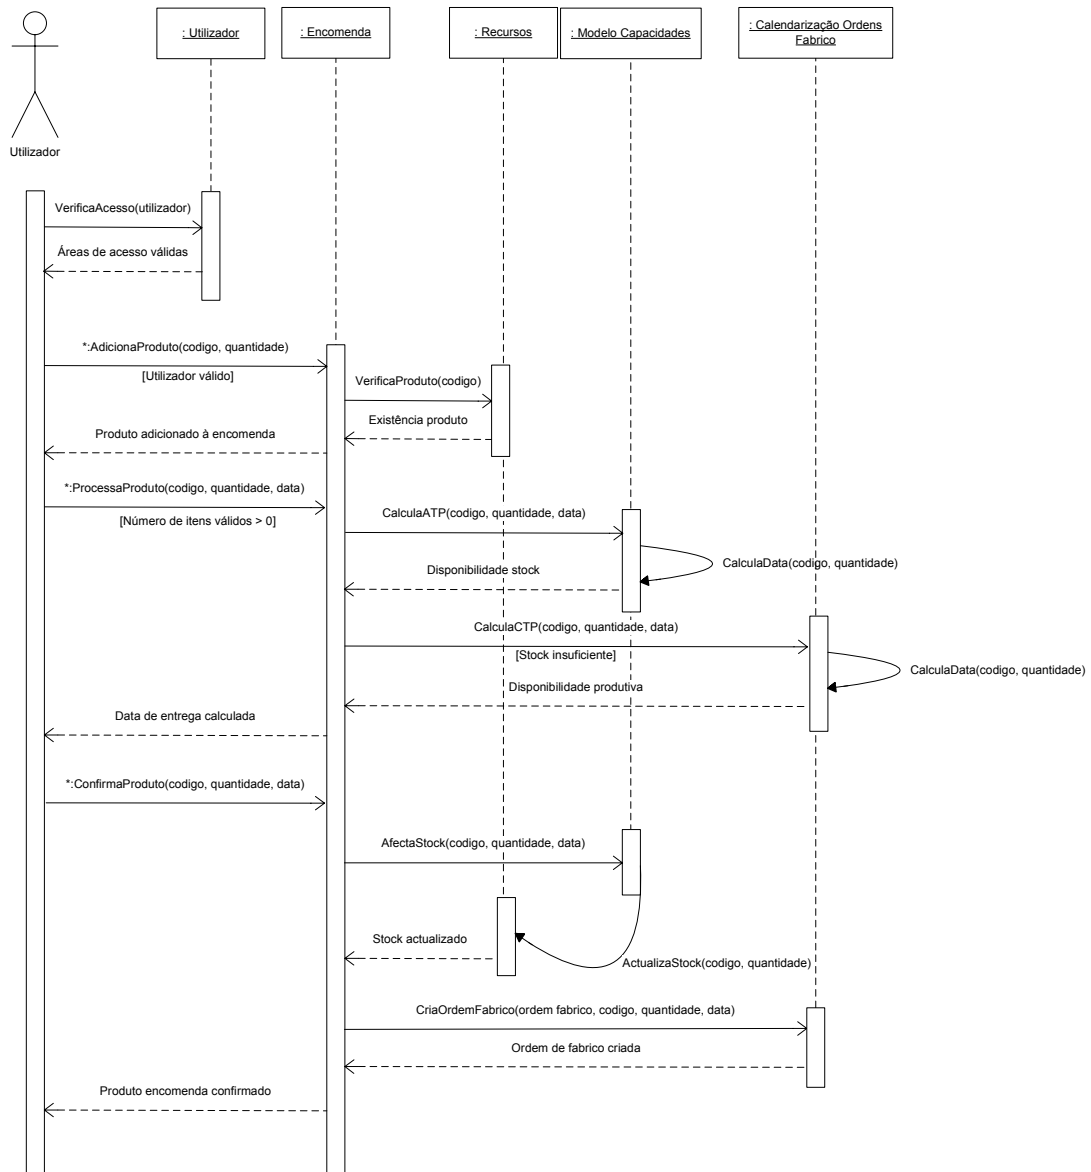 : Utilizador
: Encomenda
: Recursos
: Modelo Capacidades
: Calendarização Ordens
Fabrico
Utilizador
VerificaAcesso(utilizador)
Áreas de acesso válidas
*:AdicionaProduto(codigo, quantidade)
[Utilizador válido]
VerificaProduto(codigo)
Existência produto
Produto adicionado à encomenda
*:ProcessaProduto(codigo, quantidade, data)
[Número de itens válidos > 0]
CalculaATP(codigo, quantidade, data)
CalculaData(codigo, quantidade)
Disponibilidade stock
CalculaCTP(codigo, quantidade, data)
[Stock insuficiente]
CalculaData(codigo, quantidade)
Disponibilidade produtiva
Data de entrega calculada
*:ConfirmaProduto(codigo, quantidade, data)
AfectaStock(codigo, quantidade, data)
Stock actualizado
ActualizaStock(codigo, quantidade)
CriaOrdemFabrico(ordem fabrico, codigo, quantidade, data)
Ordem de fabrico criada
Produto encomenda confirmado